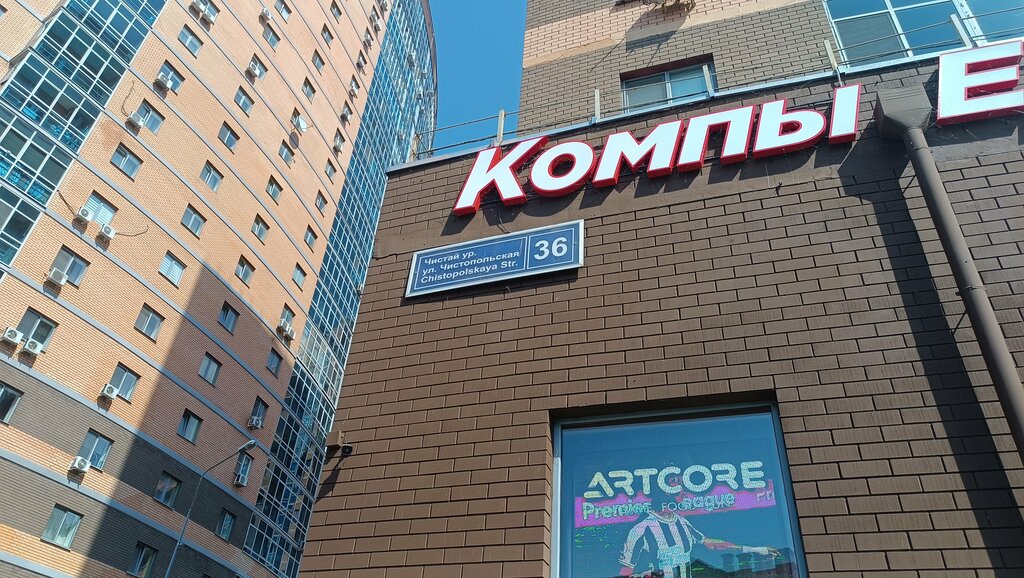 Компы Е
Чистай ур.
ул. Чистопольская
Chistopolskaya Str.
36
ARTCORE